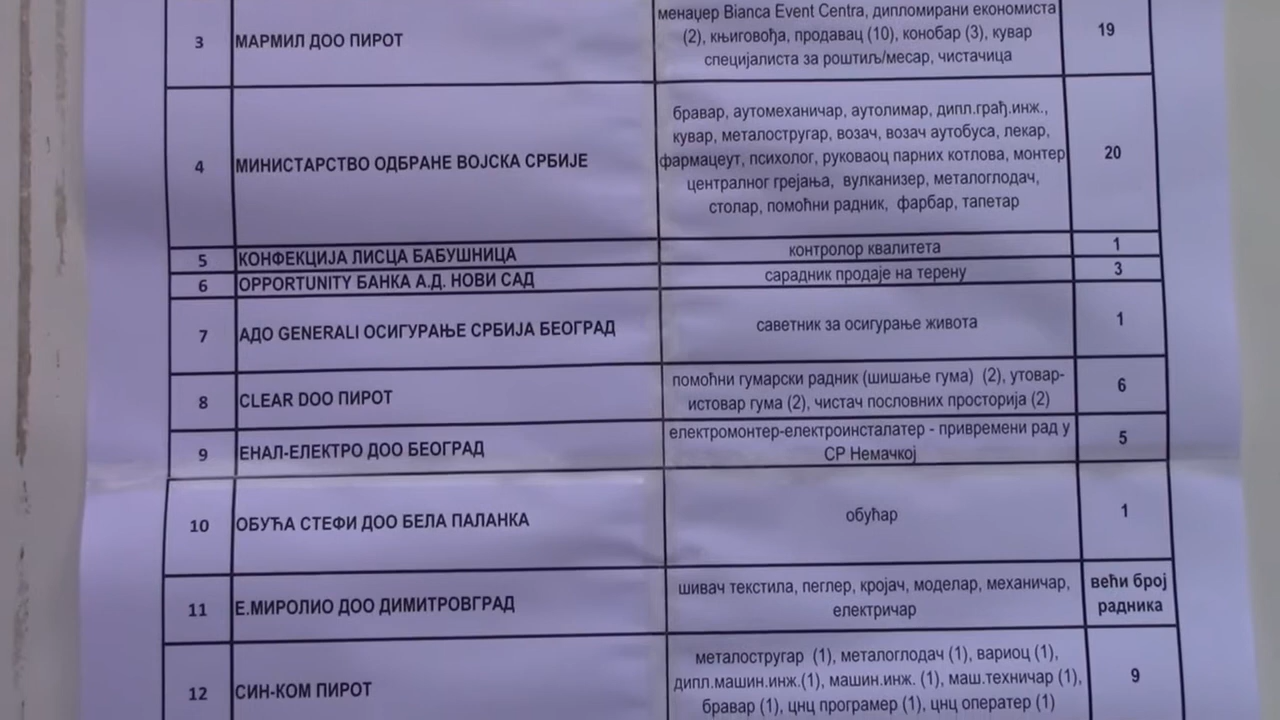 менаџер Bianca Event Centra, дипломирани економиста
3 МАРМИЛ ДОО ПИРОТ (2), књиговођа, продавац (10), конобар (3), кувар 19
специјалиста за роштиљ/месар, чистачица
бравар, аутомеханичар, аутолимар, дипл.грађ.инж.,
кувар, металостругар, возач, возач аутобуса, лекар,
4 МИНИСТАРСТВО ОДБРАНЕ ВОЈСКА СРБИЈЕ фармацеут, психолог, руковаоц парних котлова, монтер 20
централног грејања, вулканизер, металоглодач,
столар, помоћни радник, фарбар, тапетар
5 КОНФЕКЦИЈА ЛИСЦА БАБУШНИЦА контролор квалитета 1
6 OPPORTUNITY БАНКА А.Д. НОВИ САД сарадник продаје на терену 3
7 АДО GENERALI ОСИГУРАЊЕ СРБИЈА БЕОГРАД саветник за осигурање живота 1
помоћни гумарски радник (шишање гума) (2), утовар-
8 CLEAR DOO ПИРОТ истовар гума (2), чистач пословних просторија (2) 6
електромонтер-електроинсталатер - привремени рад у
9 ЕНАЛ-ЕЛЕКТРО ДОО БЕОГРАД СР Немачкој 5
10 ОБУЋА СТЕФИ ДОО БЕЛА ПАЛАНКА обућар 1
шивач текстила, пеглер, кројач, моделар, механичар, већи број
11 Е.МИРОЛИО ДОО ДИМИТРОВГРАД електричар радника
металостругар (1), металоглодач (1), вариоц (1),
12 СИН-КОМ ПИРОТ дипл.машин.инж.(1), машин.инж. (1), маш.техничар (1), 9
бравар (1), цнц програмер (1), цнц оператер (1)